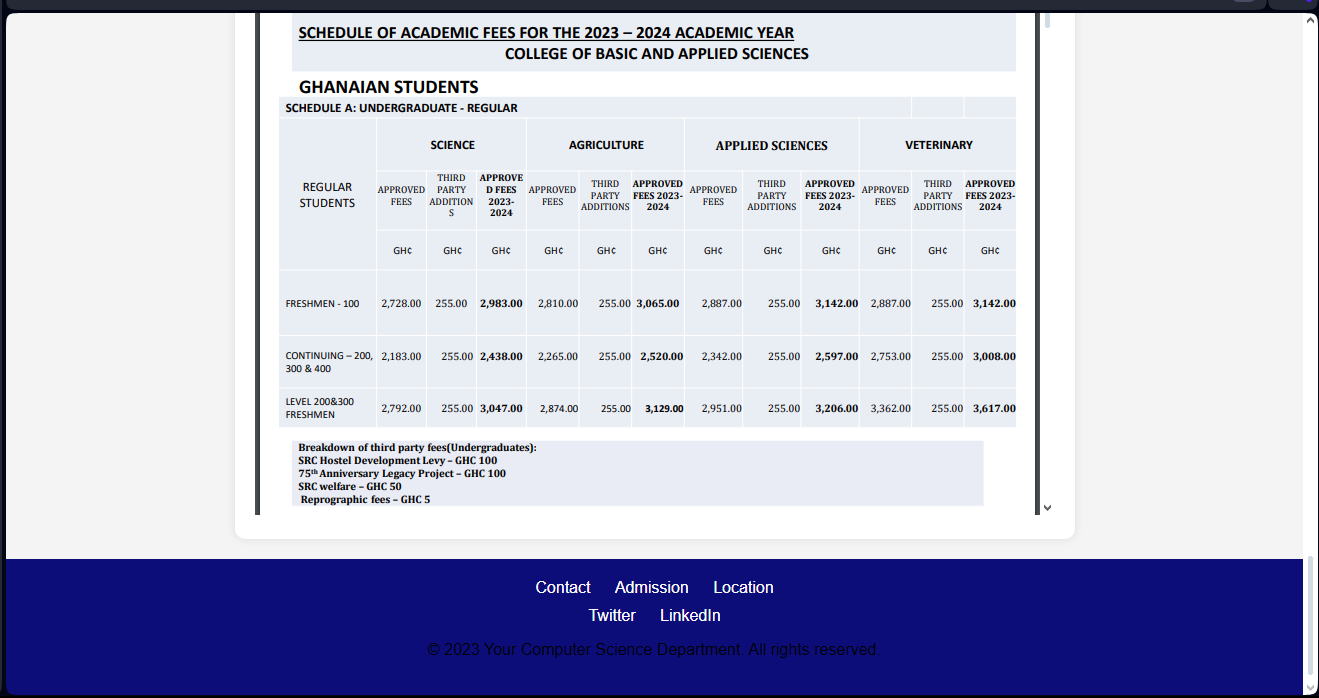 SCHEDULE OF ACADEMIC FEES FOR THE 2023 – 2024 ACADEMIC YEAR
COLLEGE OF BASIC AND APPLIED SCIENCES
GHANAIAN STUDENTS
SCHEDULE A: UNDERGRADUATE - REGULAR
REGULAR STUDENTS SCIENCE AGRICULTURE APPLIED SCIENCES VETERINARY
APPROVED FEES THIRD PARTY ADDITIONS APPROVED FEES 2023-2024 APPROVED FEES THIRD PARTY ADDITIONS APPROVED FEES 2023-2024 APPROVED FEES THIRD PARTY ADDITIONS APPROVED FEES 2023-2024 APPROVED FEES THIRD PARTY ADDITIONS APPROVED FEES 2023-2024
GH¢ GH¢ GH¢ GH¢ GH¢ GH¢ GH¢ GH¢ GH¢ GH¢ GH¢ GH¢
FRESHMEN - 100 2,728.00 255.00 2,983.00 2,810.00 255.00 3,065.00 2,887.00 255.00 3,142.00 2,887.00 255.00 3,142.00
CONTINUING – 200, 300 & 400 2,183.00 255.00 2,438.00 2,265.00 255.00 2,520.00 2,342.00 255.00 2,597.00 2,753.00 255.00 3,008.00
LEVEL 200&300 FRESHMEN 2,792.00 255.00 3,047.00 2,874.00 255.00 3,129.00 2,951.00 255.00 3,206.00 3,362.00 255.00 3,617.00
Breakdown of third party fees(Undergraduates):
SRC Hostel Development Levy – GHC 100
75th Anniversary Legacy Project – GHC 100
SRC welfare – GHC 50
Reprographic fees – GHC 5
Contact Admission Location
Twitter LinkedIn
© 2023 Your Computer Science Department. All rights reserved.